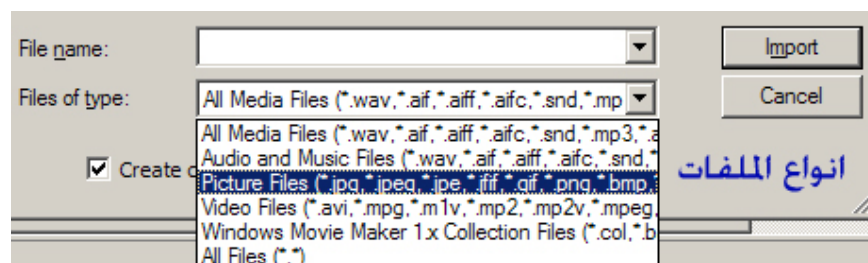 File name:
Import
Files of type:
All Media Files (*.wav,*.aif,*.aiff,*.aifc,*.snd,*.mp
Cancel
All Media Files (*.wav,*.aif,*.aiff,*.aifc,*.snd,*.mp3,*.a
Audio and Music Files (*.wav,*.aif,*.aiff,*.aifc,*.snd,*
Create c
Picture Files (*.jpg,*.jpeg,*.jpe,*.jfif,*.gif,*.png,*.bmp,*
انواع الملفات
Video Files (*.avi,*.mpg,*.m1v,*.mp2,*.mp2v,*.mpeg,
Windows Movie Maker 1.x Collection Files (*.col,*.b
All Files (*.*)